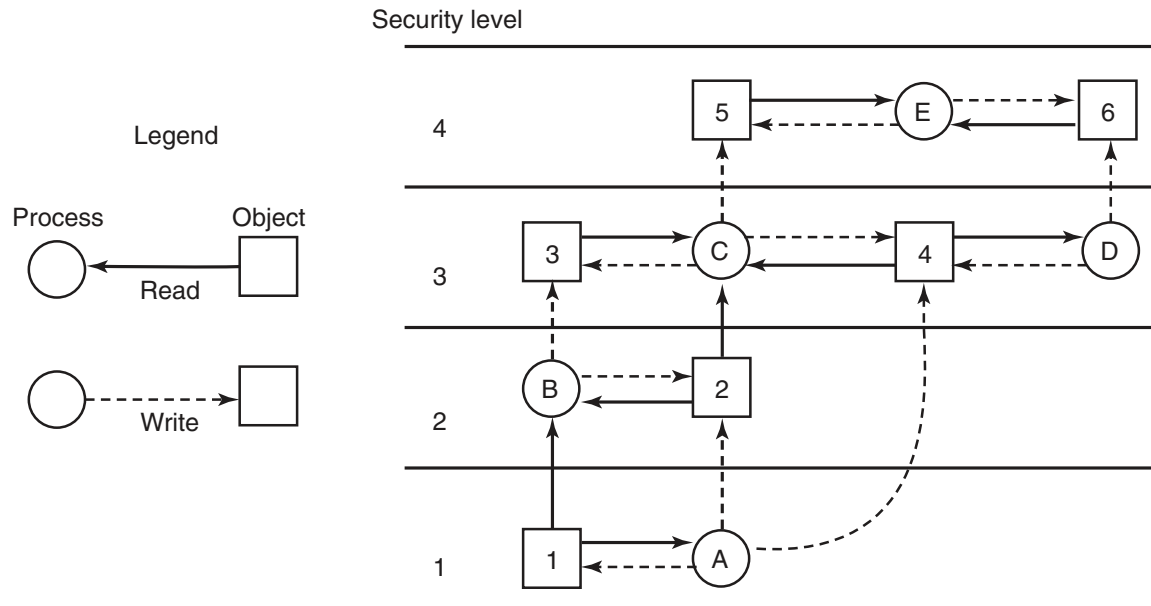 Security level
Legend
Process Object
Read
Write
4
5 E 6
3
3 C 4 D
2
B 2
1
1 A